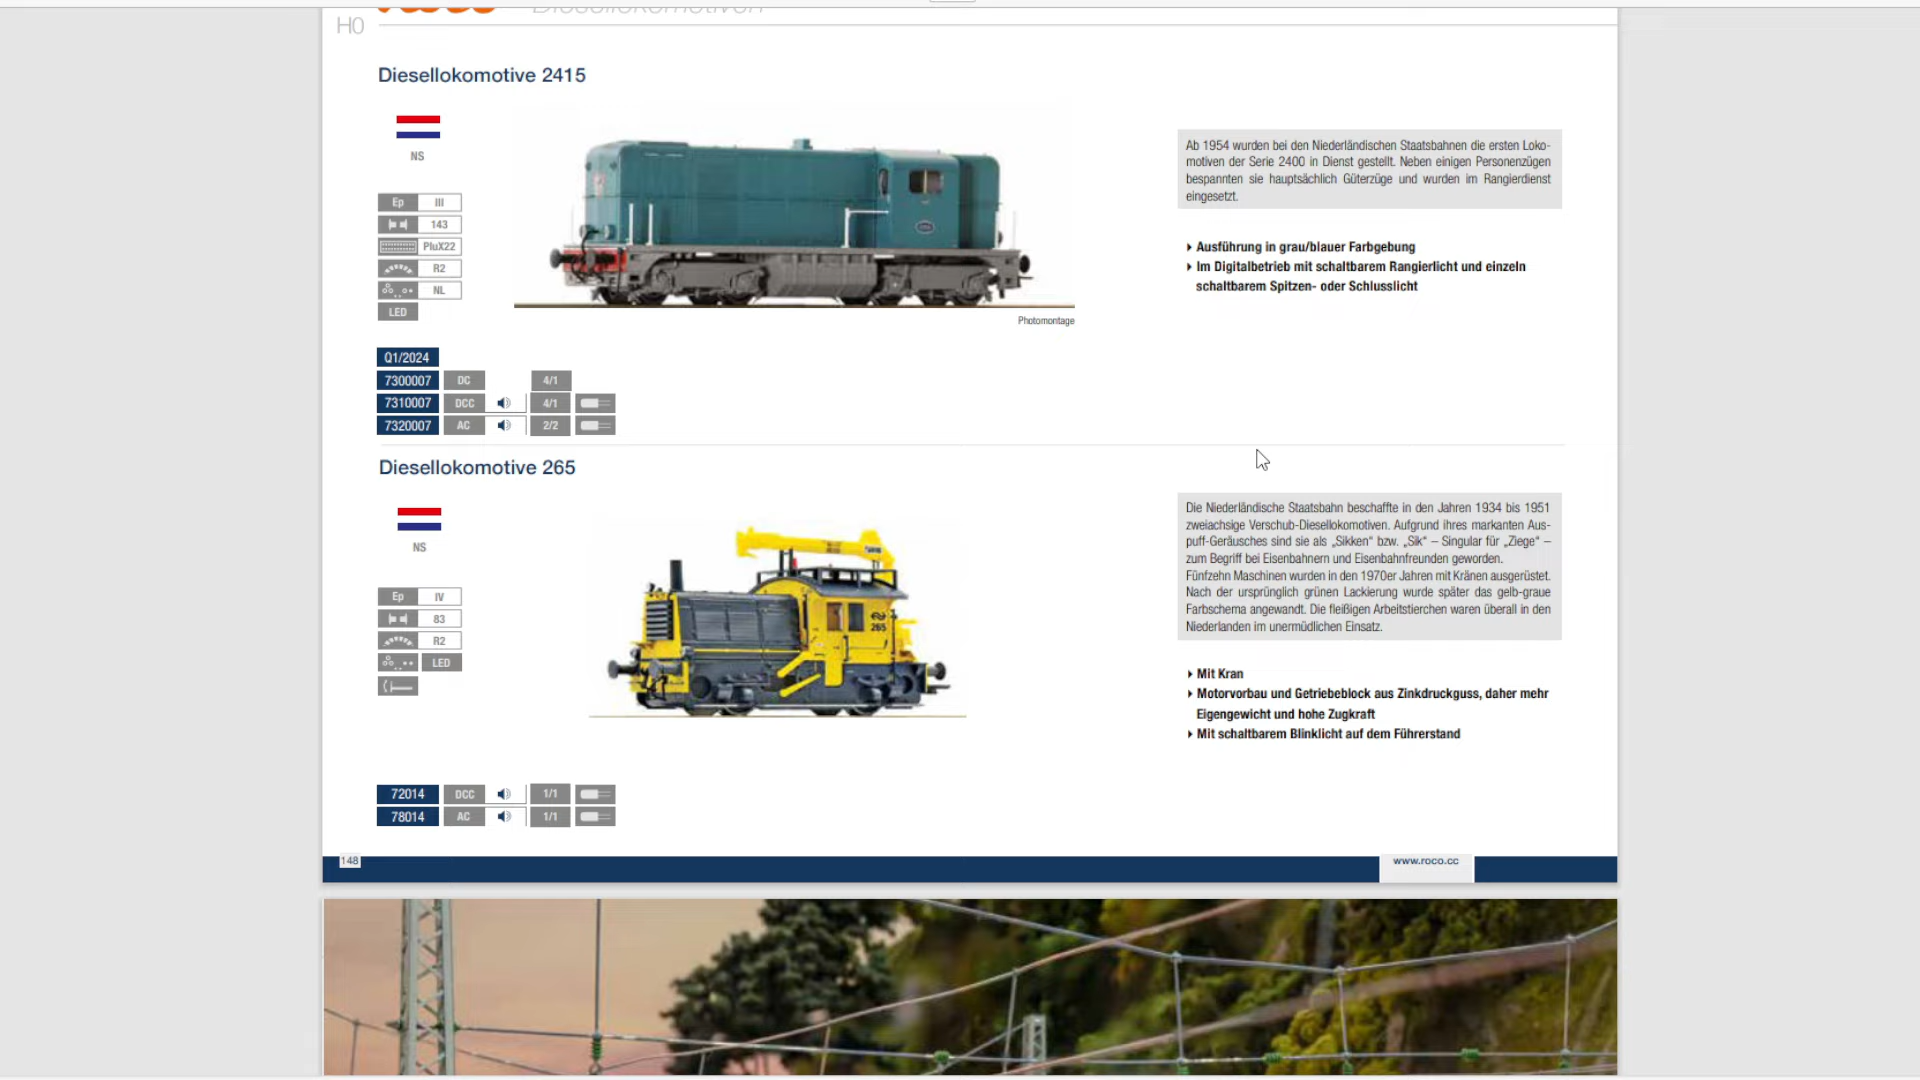 Diesellokomotiven
H0
Diesellokomotive 2415
NS
Ep III
143
PluX22
R2
NL
LED
Photomontage
Ab 1954 wurden bei den Niederländischen Staatsbahnen die ersten Loko-
motiven der Serie 2400 in Dienst gestellt. Neben einigen Personenzügen
bespannten sie hauptsächlich Güterzüge und wurden im Rangierdienst
eingesetzt.
Ausführung in grau/blauer Farbgebung
Im Digitalbetrieb mit schaltbarem Rangierlicht und einzeln
schaltbarem Spitzen- oder Schlusslicht
Q1/2024
7300007 DC 4/1
7310007 DCC 4/1
7320007 AC 2/2
Diesellokomotive 265
NS
Ep IV
83
R2
LED
265
Die Niederländische Staatsbahn beschaffte in den Jahren 1934 bis 1951
zweiachsige Verschub-Diesellokomotiven. Aufgrund ihres markanten Aus-
puff-Geräusches sind sie als „Sikken" bzw. „Sik" – Singular für „Ziege" –
zum Begriff bei Eisenbahnern und Eisenbahnfreunden geworden.
Fünfzehn Maschinen wurden in den 1970er Jahren mit Kränen ausgerüstet.
Nach der ursprünglich grünen Lackierung wurde später das gelb-graue
Farbschema angewandt. Die fleißigen Arbeitstierchen waren überall in den
Niederlanden im unermüdlichen Einsatz.
Mit Kran
Motorvorbau und Getriebeblock aus Zinkdruckguss, daher mehr
Eigengewicht und hohe Zugkraft
Mit schaltbarem Blinklicht auf dem Führerstand
72014 DCC 1/1
78014 AC 1/1
148
www.roco.cc